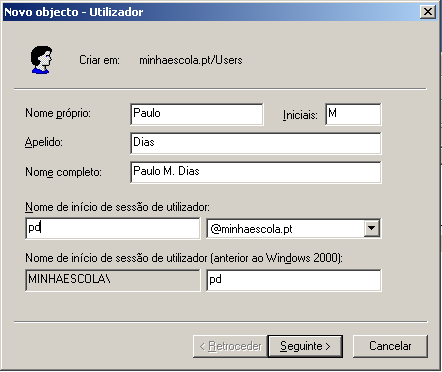 Novo objecto - Utilizador
Criar em: minhaescola.pt/Users
Nome próprio: Paulo Iniciais: M
Apelido: Dias
Nome completo: Paulo M. Dias
Nome de início de sessão de utilizador:
pd @minhaescola.pt
Nome de início de sessão de utilizador (anterior ao Windows 2000):
MINHAESCOLA\ pd
< Retroceder Seguinte > Cancelar